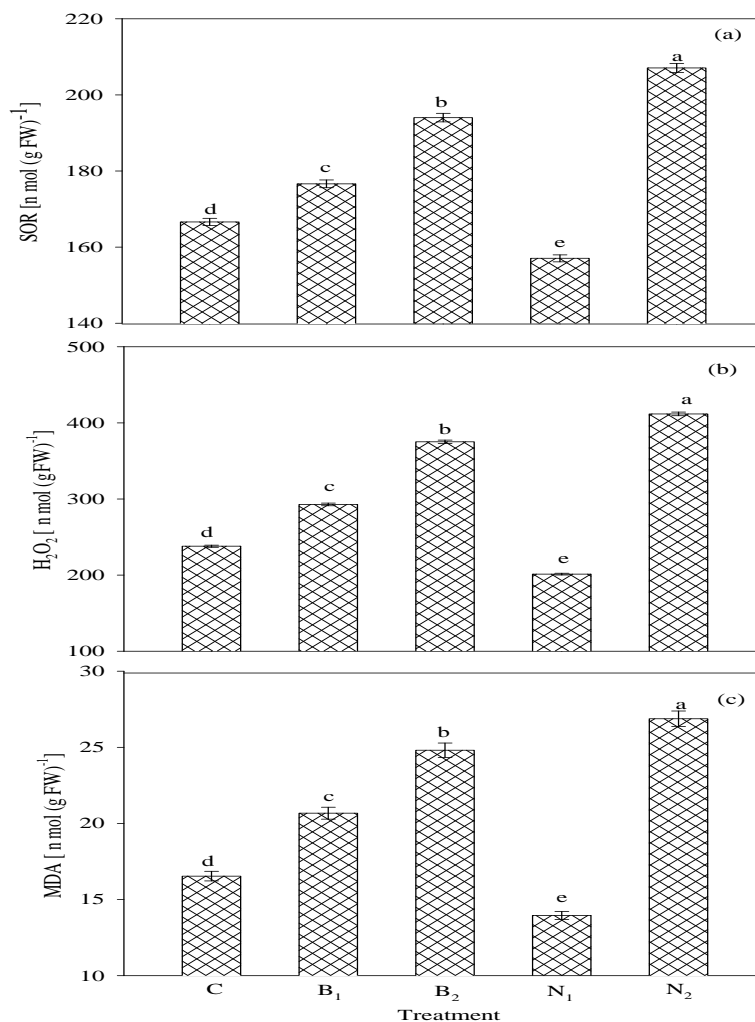 (a)
SOR [n mol (g FW)⁻¹
220
200
180
160
140
d
c
b
e
a
(b)
H₂O₂ [ n mol (gFW)⁻¹
500
400
300
200
100
d
c
b
e
a
(c)
MDA [ n mol (g FW)⁻¹
30
25
20
15
10
d
c
b
e
a
C B₁ B₂ N₁ N₂
Treatment